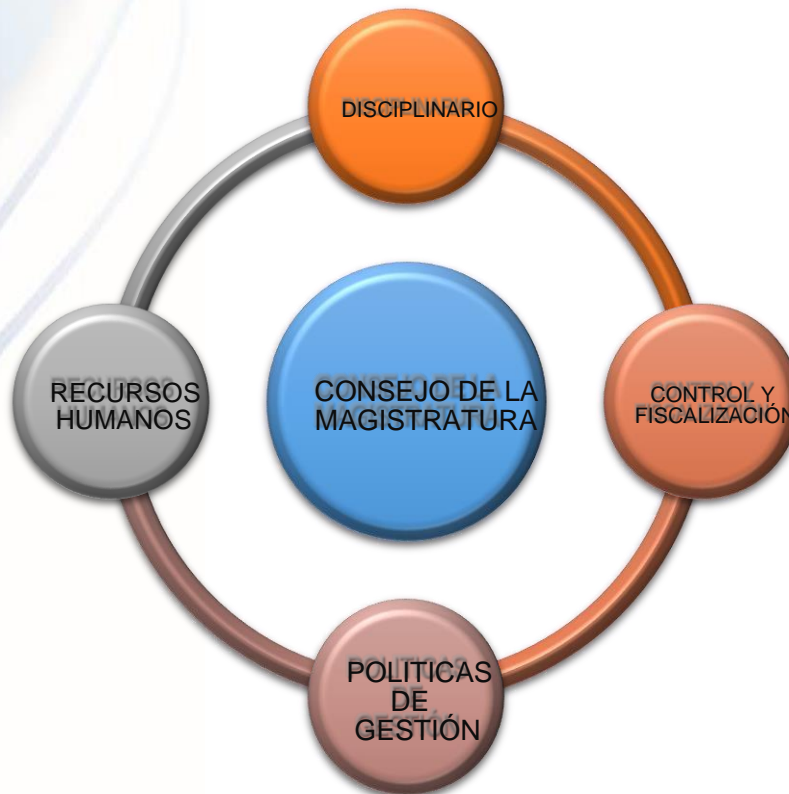 DISCIPLINARIO
RECURSOS
HUMANOS
CONSEJO DE LA
MAGISTRATURA
CONTROL Y
FISCALIZACIÓN
POLITICAS
DE
GESTIÓN